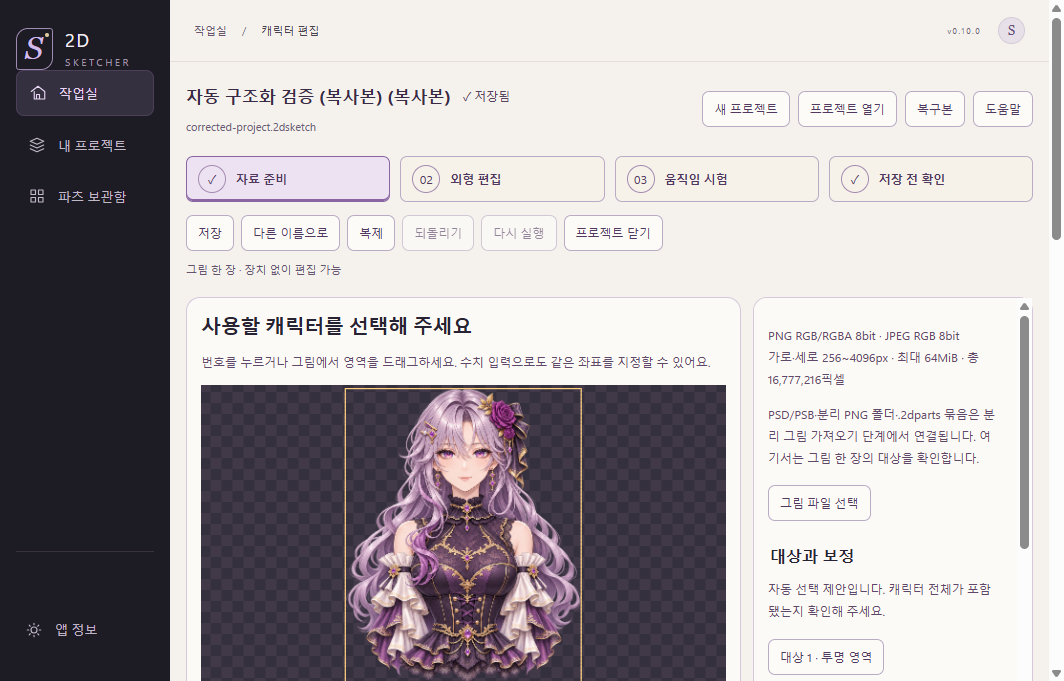 S
2D
SKETCHER
작업실
내 프로젝트
파츠 보관함
앱 정보
작업실 / 캐릭터 편집
v0.10.0
S
자동 구조화 검증 (복사본) (복사본) ✓ 저장됨
corrected-project.2dsketch
새 프로젝트
프로젝트 열기
복구본
도움말
✓ 자료 준비
02 외형 편집
03 움직임 시험
✓ 저장 전 확인
저장
다른 이름으로
복제
되돌리기
다시 실행
프로젝트 닫기
그림 한 장 · 장치 없이 편집 가능
사용할 캐릭터를 선택해 주세요
번호를 누르거나 그림에서 영역을 드래그하세요. 수치 입력으로도 같은 좌표를 지정할 수 있어요.
PNG RGB/RGBA 8bit · JPEG RGB 8bit
가로·세로 256~4096px · 최대 64MiB · 총
16,777,216픽셀
PSD/PSB·분리 PNG 폴더·.2dparts 묶음은 분
리 그림 가져오기 단계에서 연결됩니다. 여
기서는 그림 한 장의 대상을 확인합니다.
그림 파일 선택
대상과 보정
자동 선택 제안입니다. 캐릭터 전체가 포함
됐는지 확인해 주세요.
대상 1 · 투명 영역